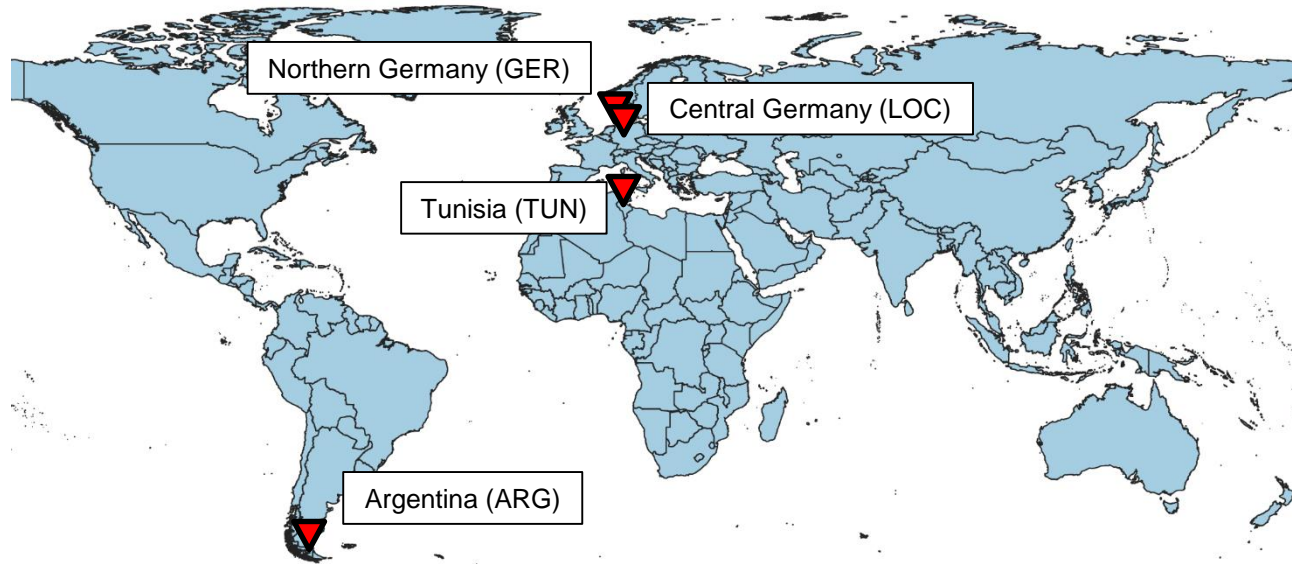 Northern Germany (GER)
Central Germany (LOC)
Tunisia (TUN)
Argentina (ARG)